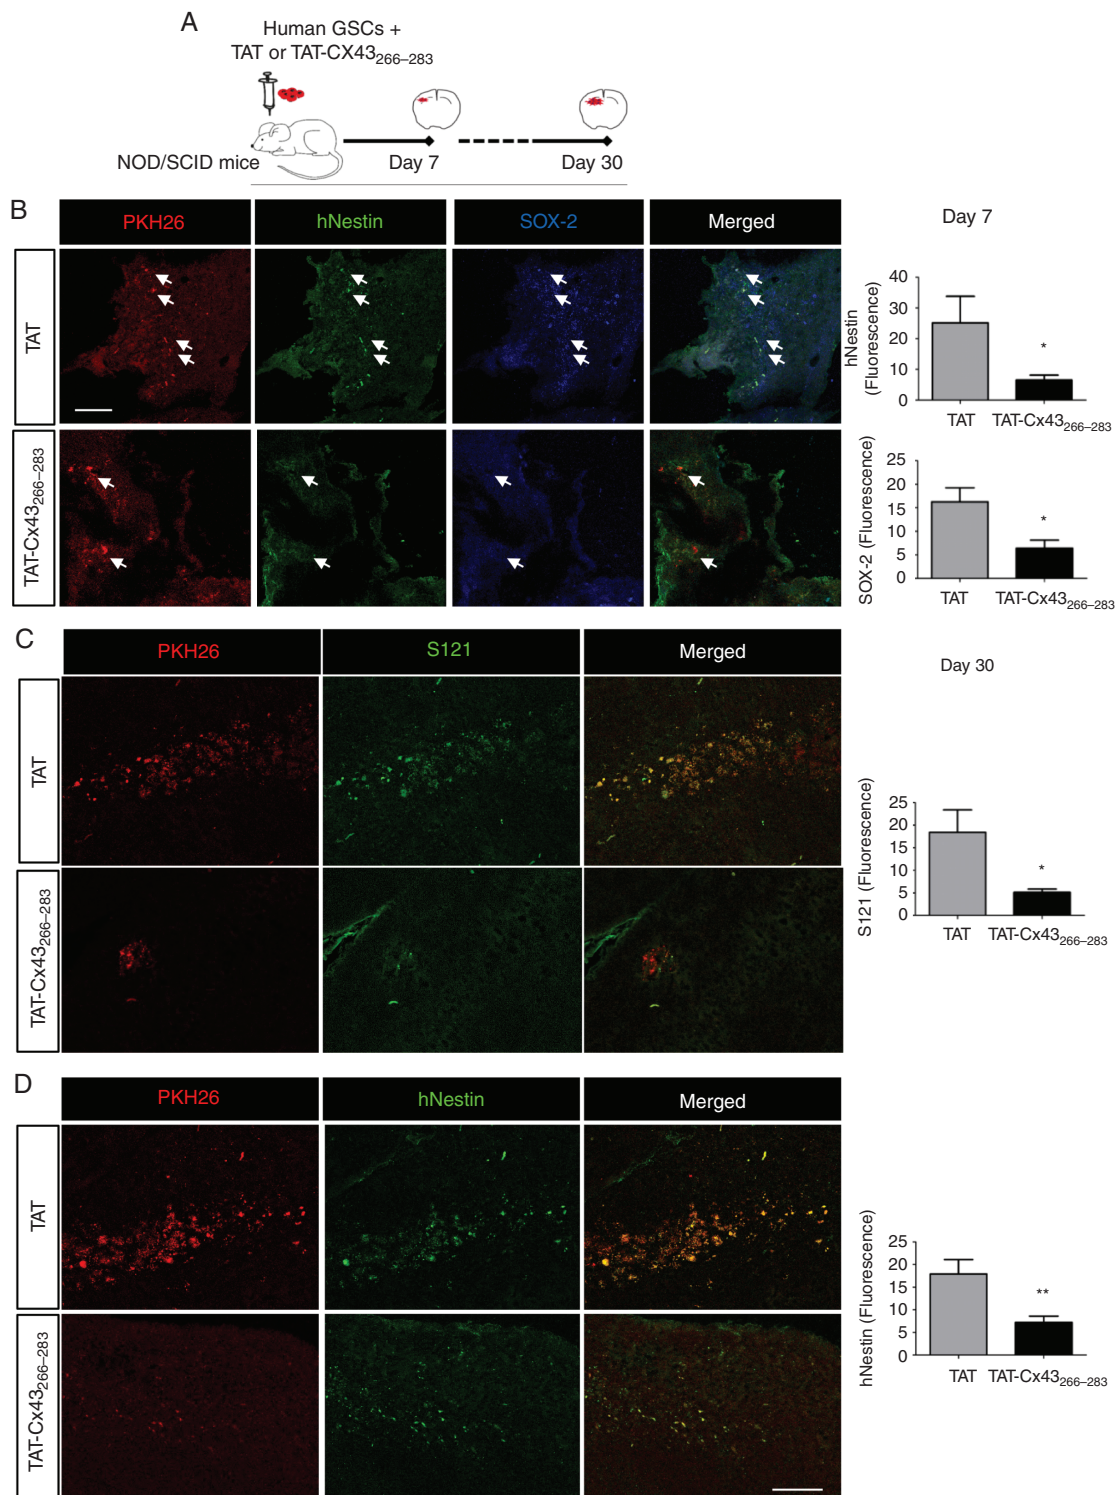 A
Human GSCs +
TAT or TAT-CX43266–283
NOD/SCID mice
Day 7
Day 30
B
PKH26
hNestin
SOX-2
Merged
Day 7
TAT
TAT-Cx43266–283
hNestin
(Fluorescence)
40
30
20
10
0
*
TAT
TAT-Cx43266–283
SOX-2 (Fluorescence)
25
20
15
10
5
0
*
TAT
TAT-Cx43266–283
C
PKH26
S121
Merged
Day 30
TAT
TAT-Cx43266–283
S121 (Fluorescence)
25
20
15
10
5
0
*
TAT
TAT-Cx43266–283
D
PKH26
hNestin
Merged
TAT
TAT-Cx43266–283
hNestin (Fluorescence)
25
20
15
10
5
0
**
TAT
TAT-Cx43266–283